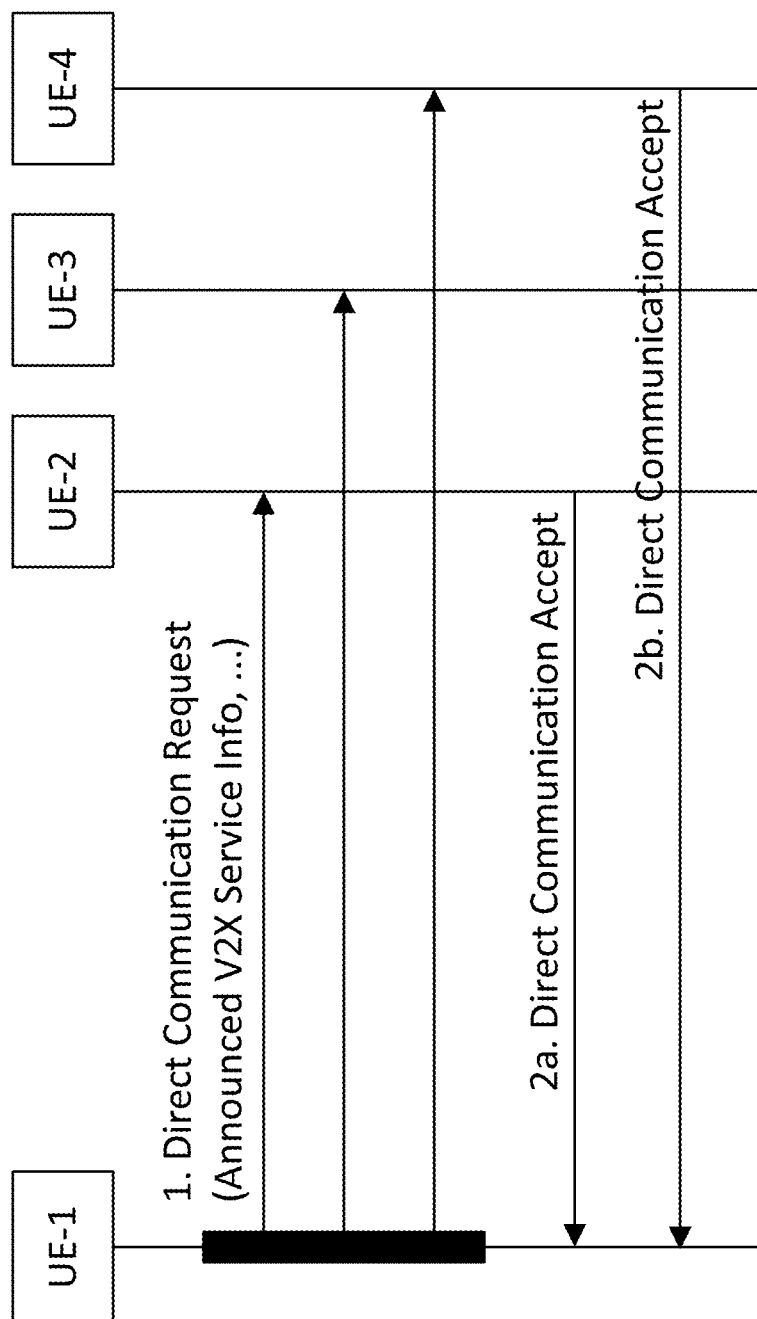 UE-1
UE-2
UE-3
UE-4
1. Direct Communication Request
(Announced V2X Service Info, ...)
2a. Direct Communication Accept
2b. Direct Communication Accept